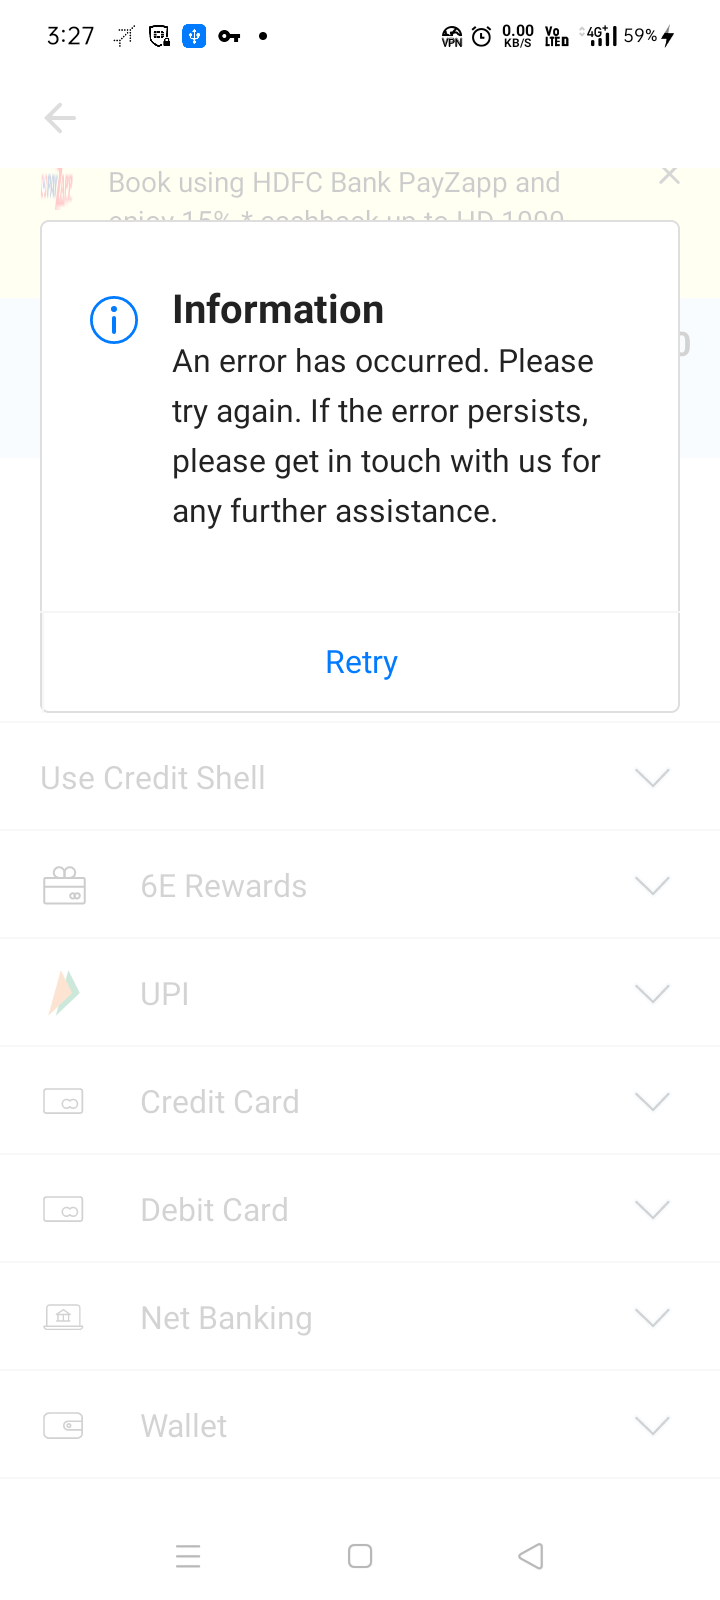 3:27
VPN
0.00
KB/S
Vo
LTED
4G+
59%
Book using HDFC Bank PayZapp and
Information
An error has occurred. Please
try again. If the error persists,
please get in touch with us for
any further assistance.
Retry
Use Credit Shell
6E Rewards
UPI
Credit Card
Debit Card
Net Banking
Wallet